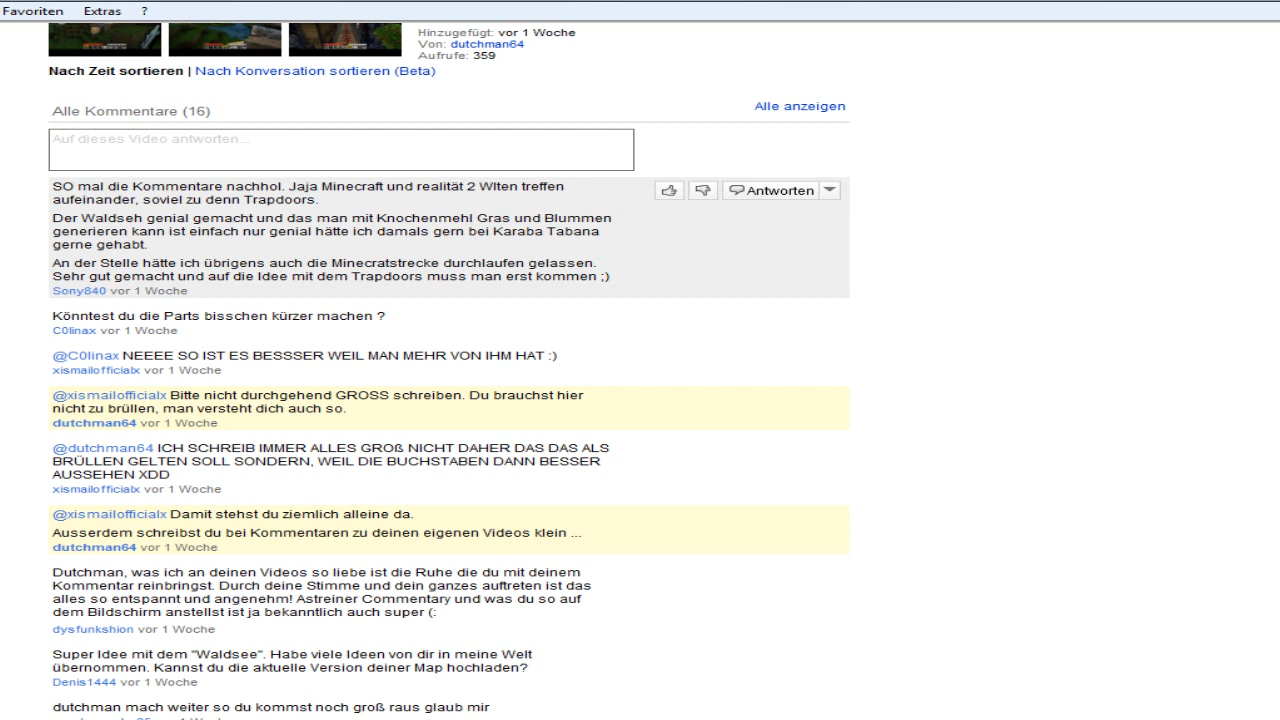 Favoriten Extras ?
Hinzugefügt: vor 1 Woche
Von: dutchman64
Aufrufe: 359
Nach Zeit sortieren | Nach Konversation sortieren (Beta)
Alle Kommentare (16)
Alle anzeigen
Auf dieses Video antworten...
SO mal die Kommentare nachhol. Jaja Minecraft und realität 2 Wlten treffen
aufeinander, soviel zu denn Trapdoors.
Antworten
Der Waldseh genial gemacht und das man mit Knochenmehl Gras und Blummen
generieren kann ist einfach nur genial hätte ich damals gern bei Karaba Tabana
gerne gehabt.
An der Stelle hätte ich übrigens auch die Minecratstrecke durchlaufen gelassen.
Sehr gut gemacht und auf die Idee mit dem Trapdoors muss man erst kommen ;)
Sony840 vor 1 Woche
Könntest du die Parts bisschen kürzer machen ?
C0linax vor 1 Woche
@C0linax NEEEE SO IST ES BESSSER WEIL MAN MEHR VON IHM HAT :)
xismailofficialx vor 1 Woche
@xismailofficialx Bitte nicht durchgehend GROSS schreiben. Du brauchst hier
nicht zu brüllen, man versteht dich auch so.
dutchman64 vor 1 Woche
@dutchman64 ICH SCHREIB IMMER ALLES GROß NICHT DAHER DAS DAS ALS
BRÜLLEN GELTEN SOLL SONDERN, WEIL DIE BUCHSTABEN DANN BESSER
AUSSEHEN XDD
xismailofficialx vor 1 Woche
@xismailofficialx Damit stehst du ziemlich alleine da.
Ausserdem schreibst du bei Kommentaren zu deinen eigenen Videos klein ...
dutchman64 vor 1 Woche
Dutchman, was ich an deinen Videos so liebe ist die Ruhe die du mit deinem
Kommentar reinbringst. Durch deine Stimme und dein ganzes auftreten ist das
alles so entspannt und angenehm! Astreiner Commentary und was du so auf
dem Bildschirm anstellst ist ja bekanntlich auch super (:
dysfunkshion vor 1 Woche
Super Idee mit dem "Waldsee". Habe viele Ideen von dir in meine Welt
übernommen. Kannst du die aktuelle Version deiner Map hochladen?
Denis1444 vor 1 Woche
dutchman mach weiter so du kommst noch groß raus glaub mir